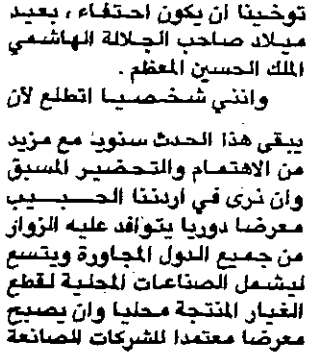 توخينا ان يكون احتفاء ، بعيد
ميلاد صاحب الجلالة الهاشمي
الملك الحسين المعظم .
وانني شخصيا اتطلع لان
يبقى هذا الحدث سنويا مع مزيد
من الاهتمام والتحضير المسبق
وان نرى في اردننا الحبيب
معرضا دوريا يتوافد عليه الزوار
من جميع الدول المجاورة ويتسع
ليشمل الصناعات المحلية لقطع
الغيار المنتجة محليا وان يصبح
معرضا معتمدا للشركات الصانعة